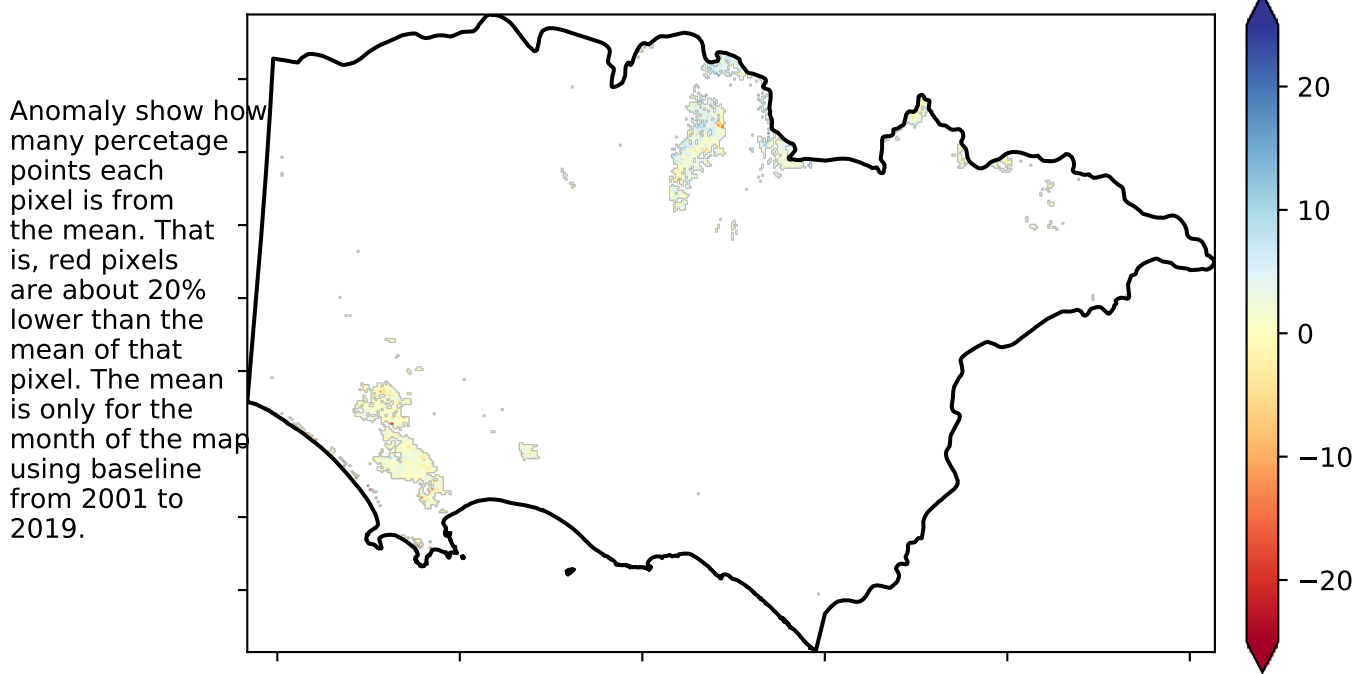 Anomaly show how
many percetage
points each
pixel is from
the mean. That
is, red pixels
are about 20%
lower than the
mean of that
pixel. The mean
is only for the
month of the map
using baseline
from 2001 to
2019.
20
10
0
−10
−20